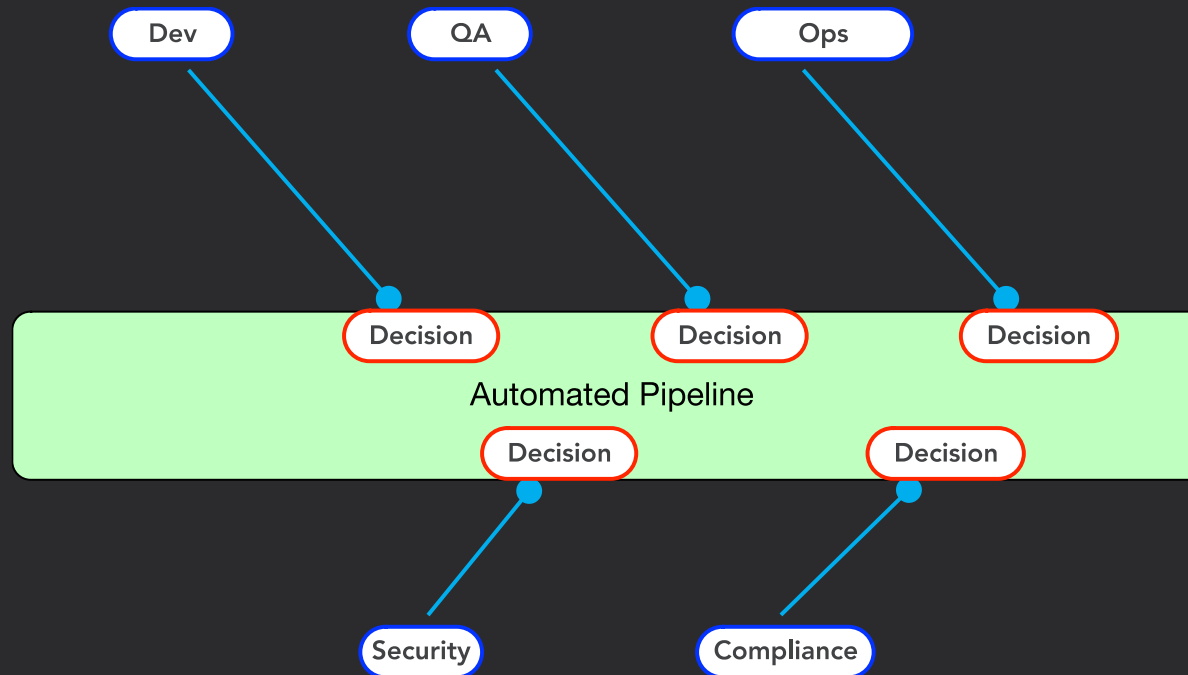 Dev
QA
Ops
Decision
Decision
Decision
Automated Pipeline
Decision
Decision
Security
Compliance